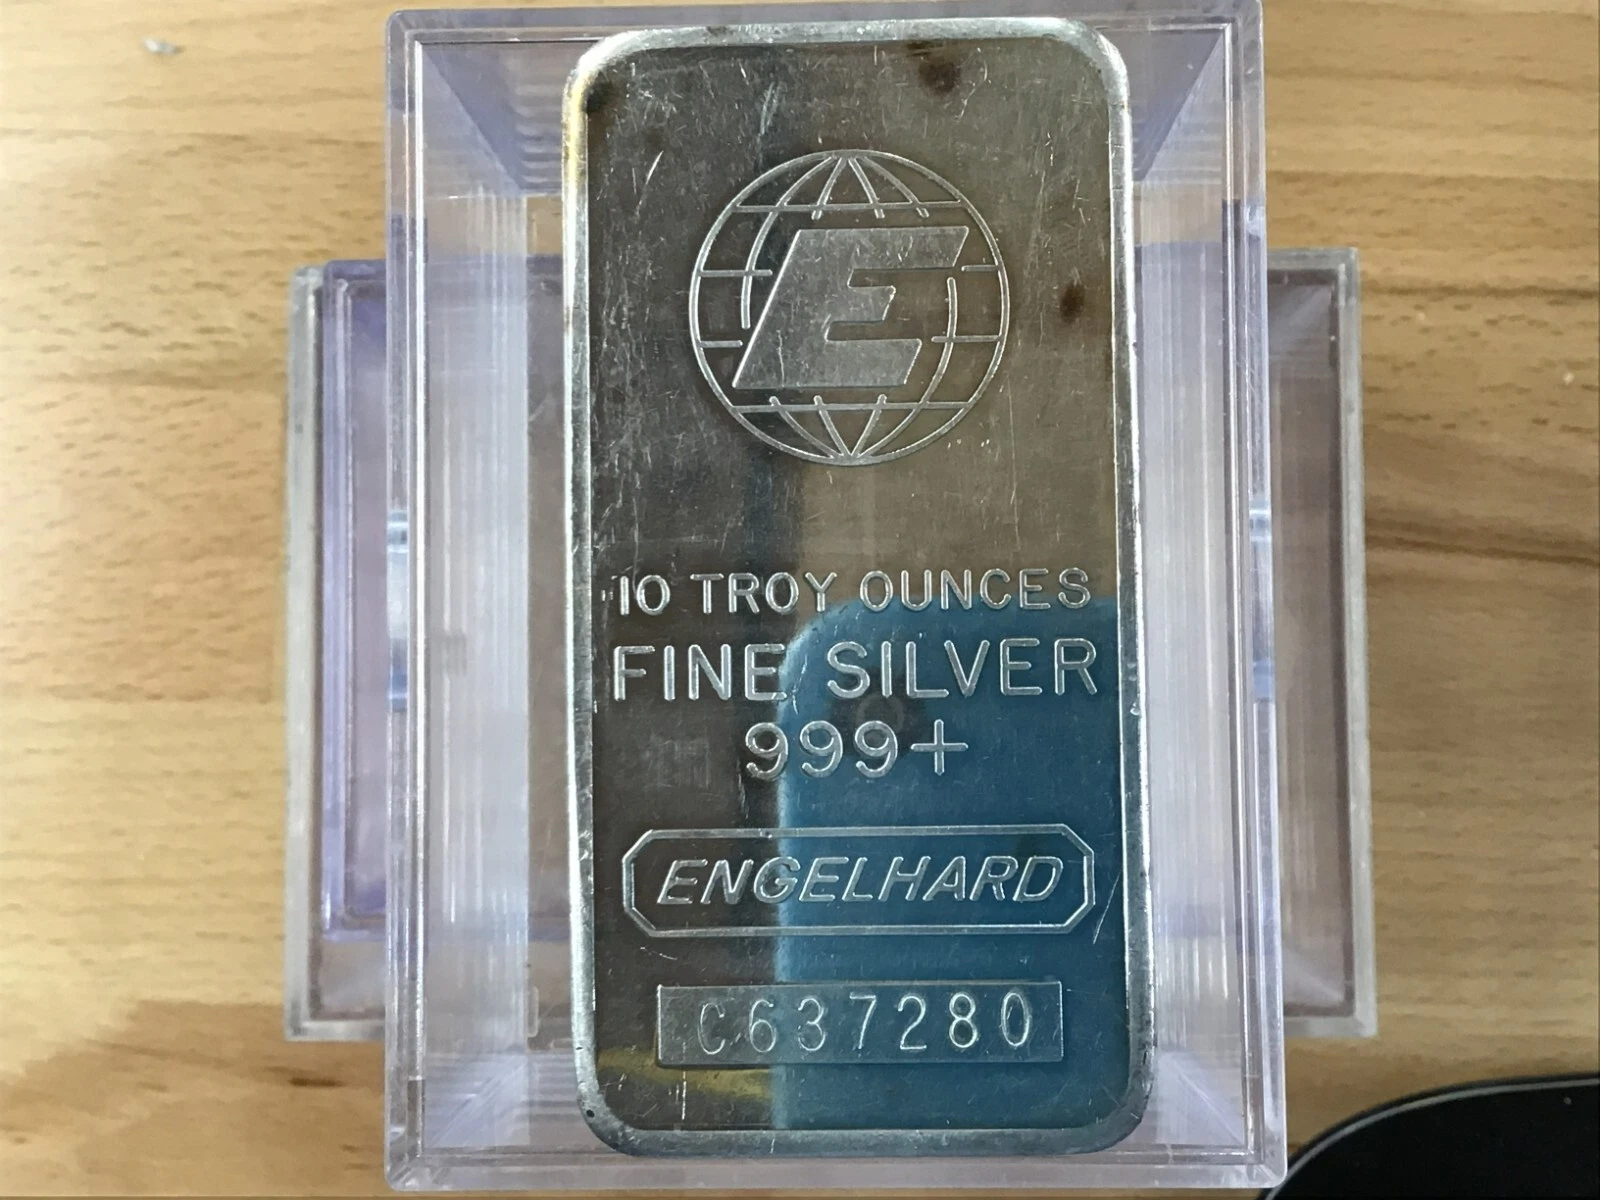 E
10 TROY OUNCES
FINE SILVER
999+
ENGELHARD
C637280